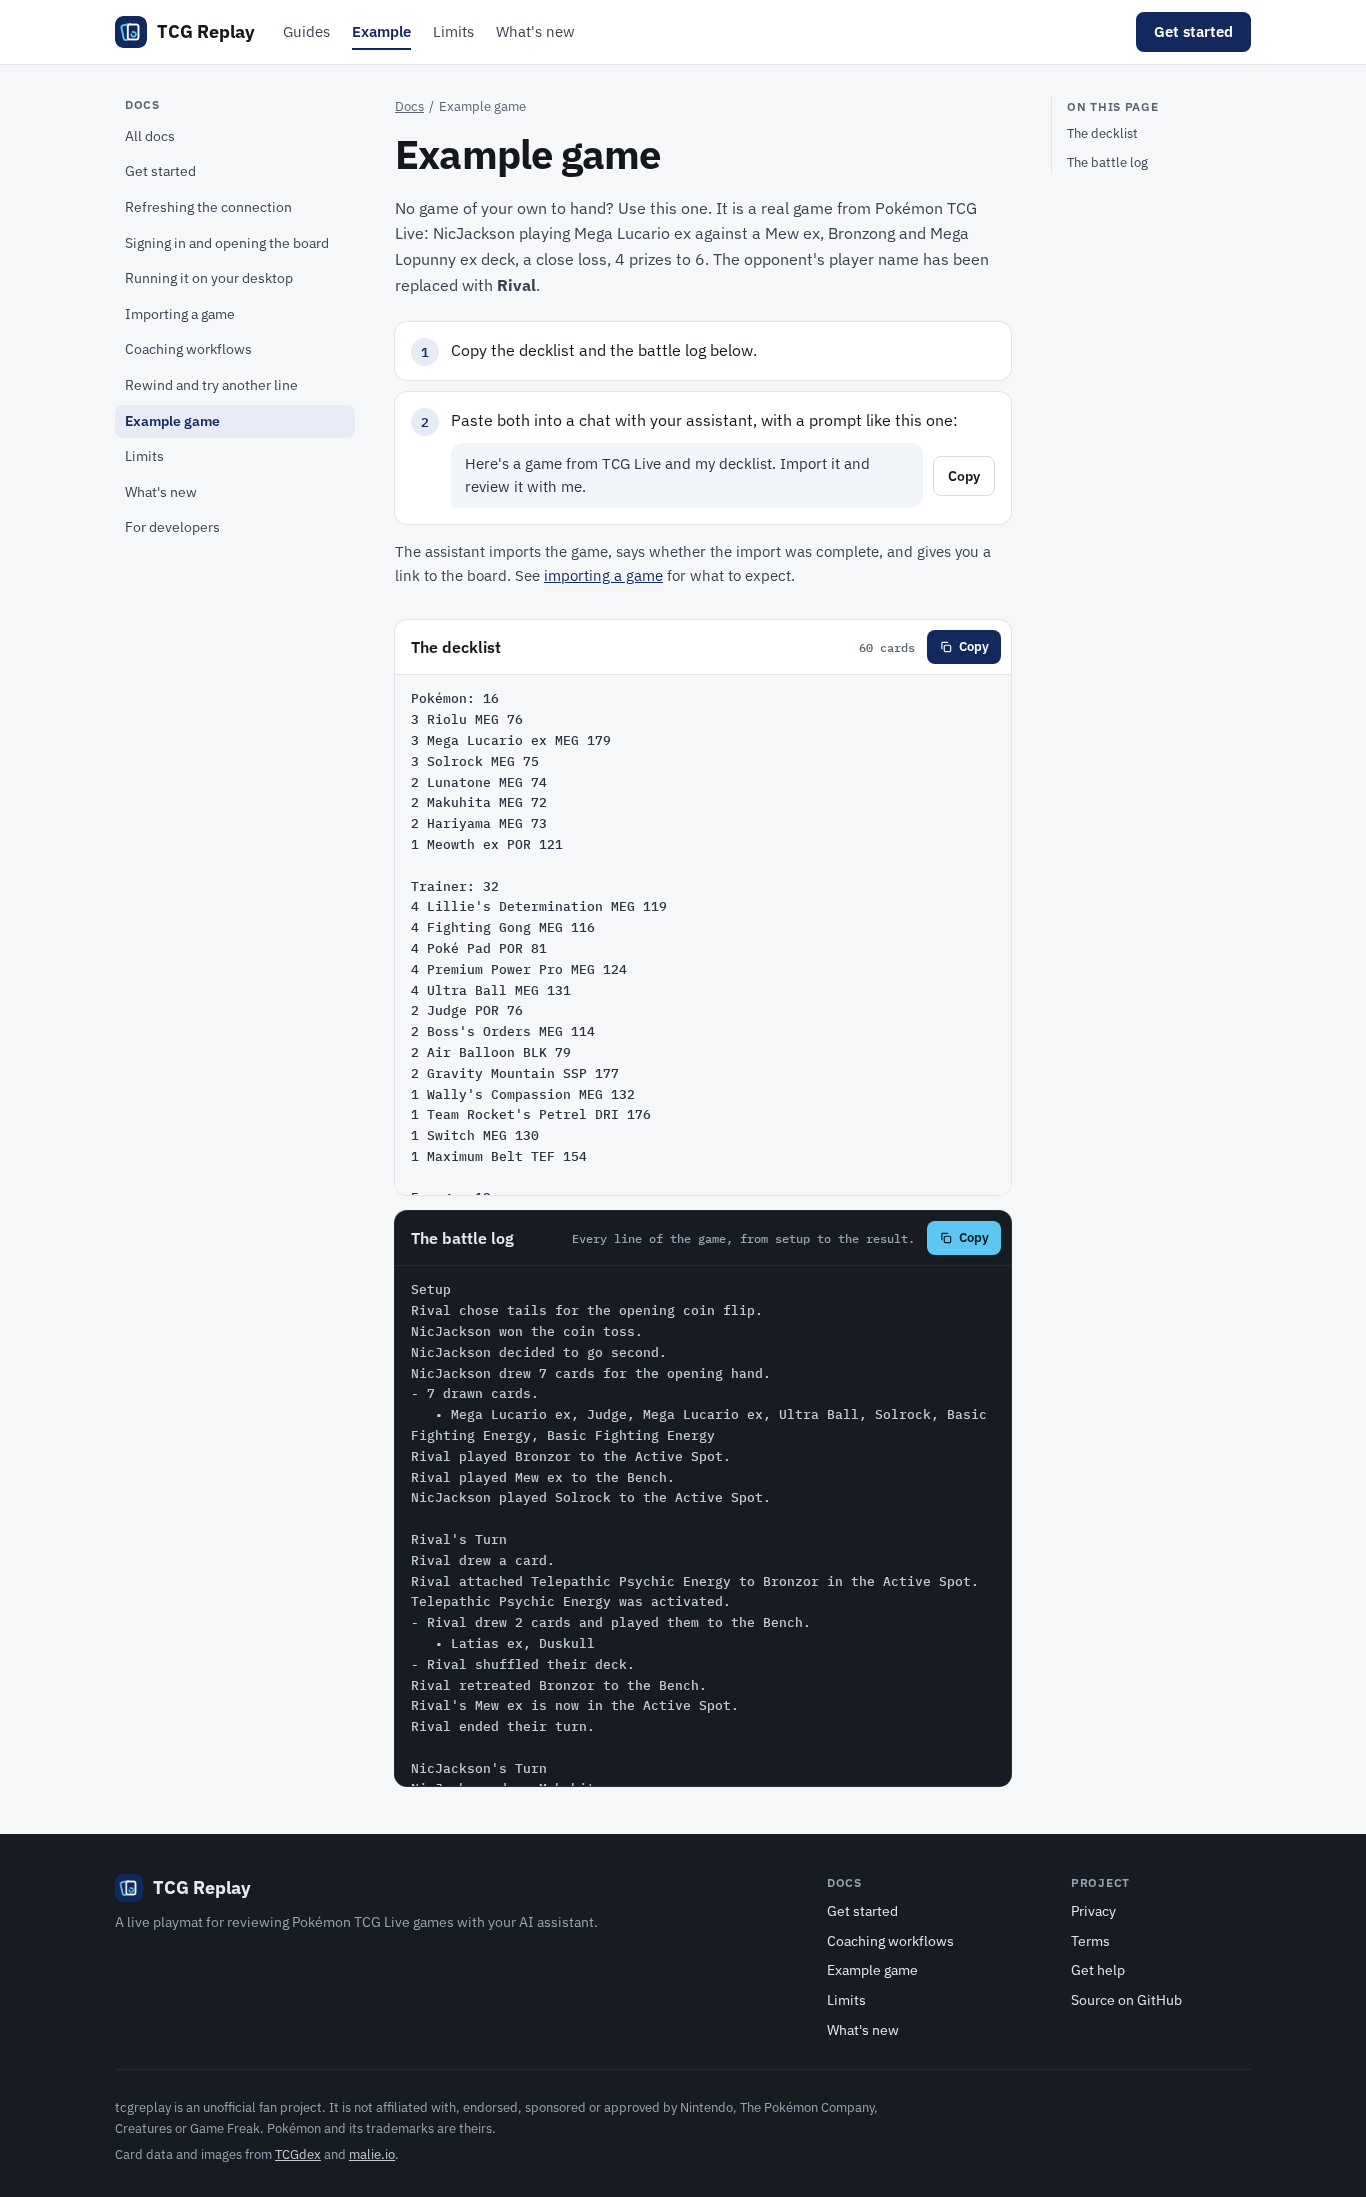 TCG Replay
Guides
Example
Limits
What's new
Get started
DOCS
All docs
Get started
Refreshing the connection
Signing in and opening the board
Running it on your desktop
Importing a game
Coaching workflows
Rewind and try another line
Example game
Limits
What's new
For developers
Docs / Example game
Example game
No game of your own to hand? Use this one. It is a real game from Pokémon TCG
Live: NicJackson playing Mega Lucario ex against a Mew ex, Bronzong and Mega
Lopunny ex deck, a close loss, 4 prizes to 6. The opponent's player name has been
replaced with Rival.
1 Copy the decklist and the battle log below.
2 Paste both into a chat with your assistant, with a prompt like this one:
Here's a game from TCG Live and my decklist. Import it and
review it with me.
Copy
The assistant imports the game, says whether the import was complete, and gives you a
link to the board. See importing a game for what to expect.
ON THIS PAGE
The decklist
The battle log
The decklist
60 cards
Copy
Pokémon: 16
3 Riolu MEG 76
3 Mega Lucario ex MEG 179
3 Solrock MEG 75
2 Lunatone MEG 74
2 Makuhita MEG 72
2 Hariyama MEG 73
1 Meowth ex POR 121
Trainer: 32
4 Lillie's Determination MEG 119
4 Fighting Gong MEG 116
4 Poké Pad POR 81
4 Premium Power Pro MEG 124
4 Ultra Ball MEG 131
2 Judge POR 76
2 Boss's Orders MEG 114
2 Air Balloon BLK 79
2 Gravity Mountain SSP 177
1 Wally's Compassion MEG 132
1 Team Rocket's Petrel DRI 176
1 Switch MEG 130
1 Maximum Belt TEF 154
The battle log
Every line of the game, from setup to the result.
Copy
Setup
Rival chose tails for the opening coin flip.
NicJackson won the coin toss.
NicJackson decided to go second.
NicJackson drew 7 cards for the opening hand.
- 7 drawn cards.
• Mega Lucario ex, Judge, Mega Lucario ex, Ultra Ball, Solrock, Basic
Fighting Energy, Basic Fighting Energy
Rival played Bronzor to the Active Spot.
Rival played Mew ex to the Bench.
NicJackson played Solrock to the Active Spot.
Rival's Turn
Rival drew a card.
Rival attached Telepathic Psychic Energy to Bronzor in the Active Spot.
Telepathic Psychic Energy was activated.
- Rival drew 2 cards and played them to the Bench.
• Latias ex, Duskull
- Rival shuffled their deck.
Rival retreated Bronzor to the Bench.
Rival's Mew ex is now in the Active Spot.
Rival ended their turn.
NicJackson's Turn
TCG Replay
A live playmat for reviewing Pokémon TCG Live games with your AI assistant.
DOCS
Get started
Coaching workflows
Example game
Limits
What's new
PROJECT
Privacy
Terms
Get help
Source on GitHub
tcgreplay is an unofficial fan project. It is not affiliated with, endorsed, sponsored or approved by Nintendo, The Pokémon Company,
Creatures or Game Freak. Pokémon and its trademarks are theirs.
Card data and images from TCGdex and malie.io.